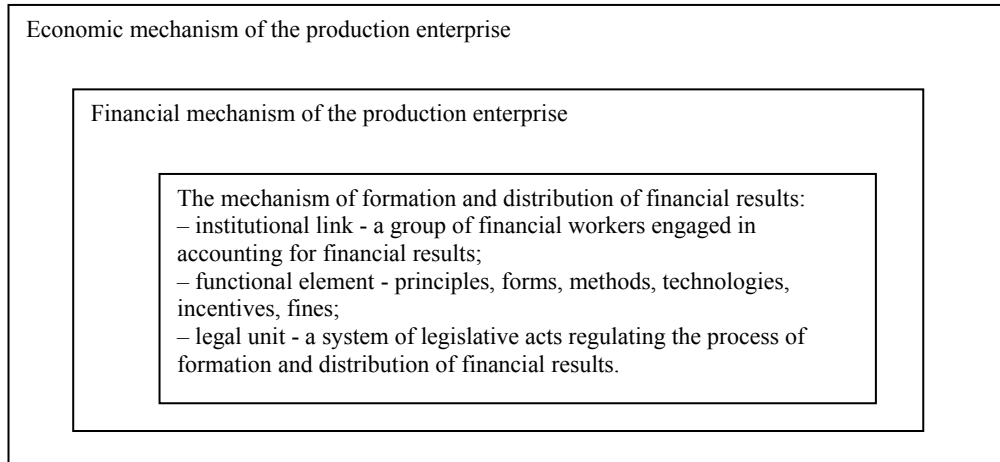 Economic mechanism of the production enterprise
Financial mechanism of the production enterprise
The mechanism of formation and distribution of financial results:
– institutional link - a group of financial workers engaged in
accounting for financial results;
– functional element - principles, forms, methods, technologies,
incentives, fines;
– legal unit - a system of legislative acts regulating the process of
formation and distribution of financial results.